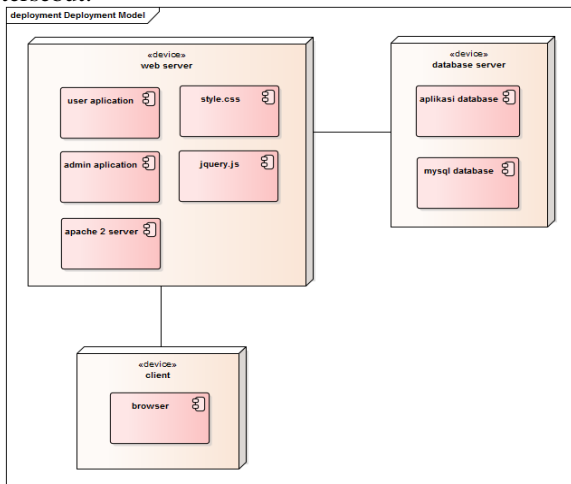 deployment Deployment Model
«device»
web server
user aplication
style.css
admin aplication
jquery.js
apache 2 server
«device»
database server
aplikasi database
mysql database
«device»
client
browser